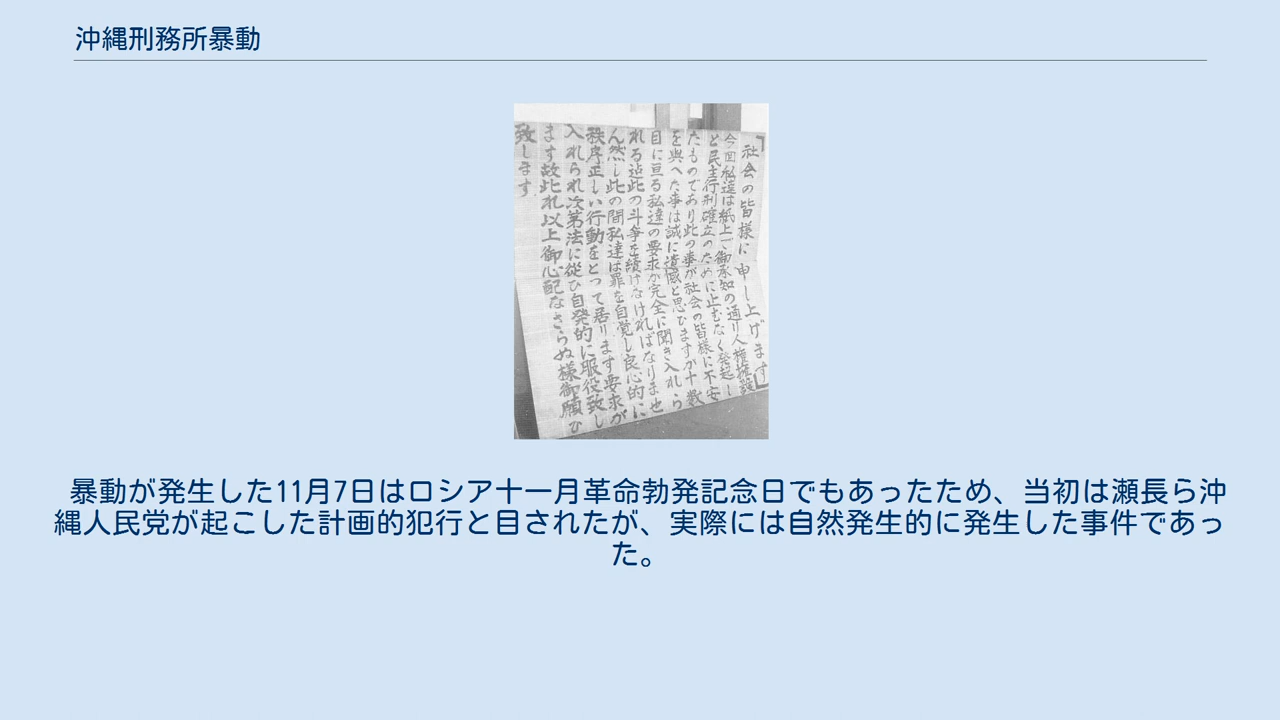 沖縄刑務所暴動
社会の皆様に申し上げます
今回私達は紙上で御承知の通り人権擁護
と民主行刑確立のために止むなく発起し
たものであり此の事が社会の皆様に不安
を与へた事は誠に遺憾と思ひますが十数
目に亘る私達の要求が完全に聞き入れら
れる迄此の斗争を続けなければなりま也
ん然し此の間私達は罪を自覚し良心的に
秩序正しい行動をとって居ります要求が
入れられ次第法に従ひ自発的に服役致し
ます故此れ以上御心配なさらぬ様御願ひ
致します
暴動が発生した11月7日はロシア十一月革命勃発記念日でもあったため、当初は瀬長ら沖
縄人民党が起こした計画的犯行と目されたが、実際には自然発生的に発生した事件であっ
た。